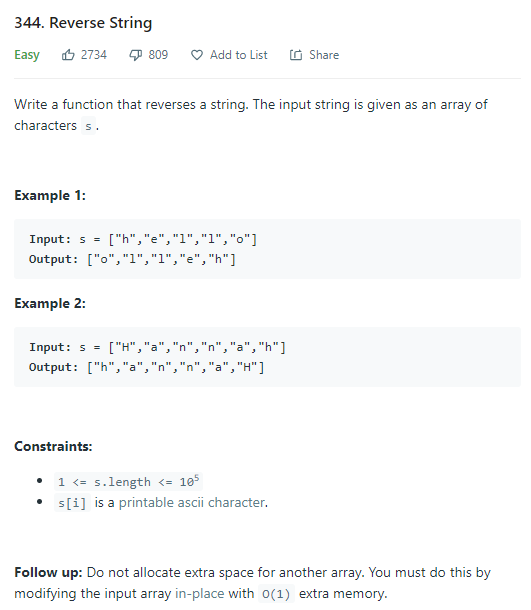 344. Reverse String
Easy 2734 809 Add to List Share
Write a function that reverses a string. The input string is given as an array of
characters s .
Example 1:
Input: s = ["h","e","l","l","o"]
Output: ["o","l","l","e","h"]
Example 2:
Input: s = ["H","a","n","n","a","h"]
Output: ["h","a","n","n","a","H"]
Constraints:
• 1 <= s.length <= 10⁵
• s[i] is a printable ascii character.
Follow up: Do not allocate extra space for another array. You must do this by
modifying the input array in-place with O(1) extra memory.